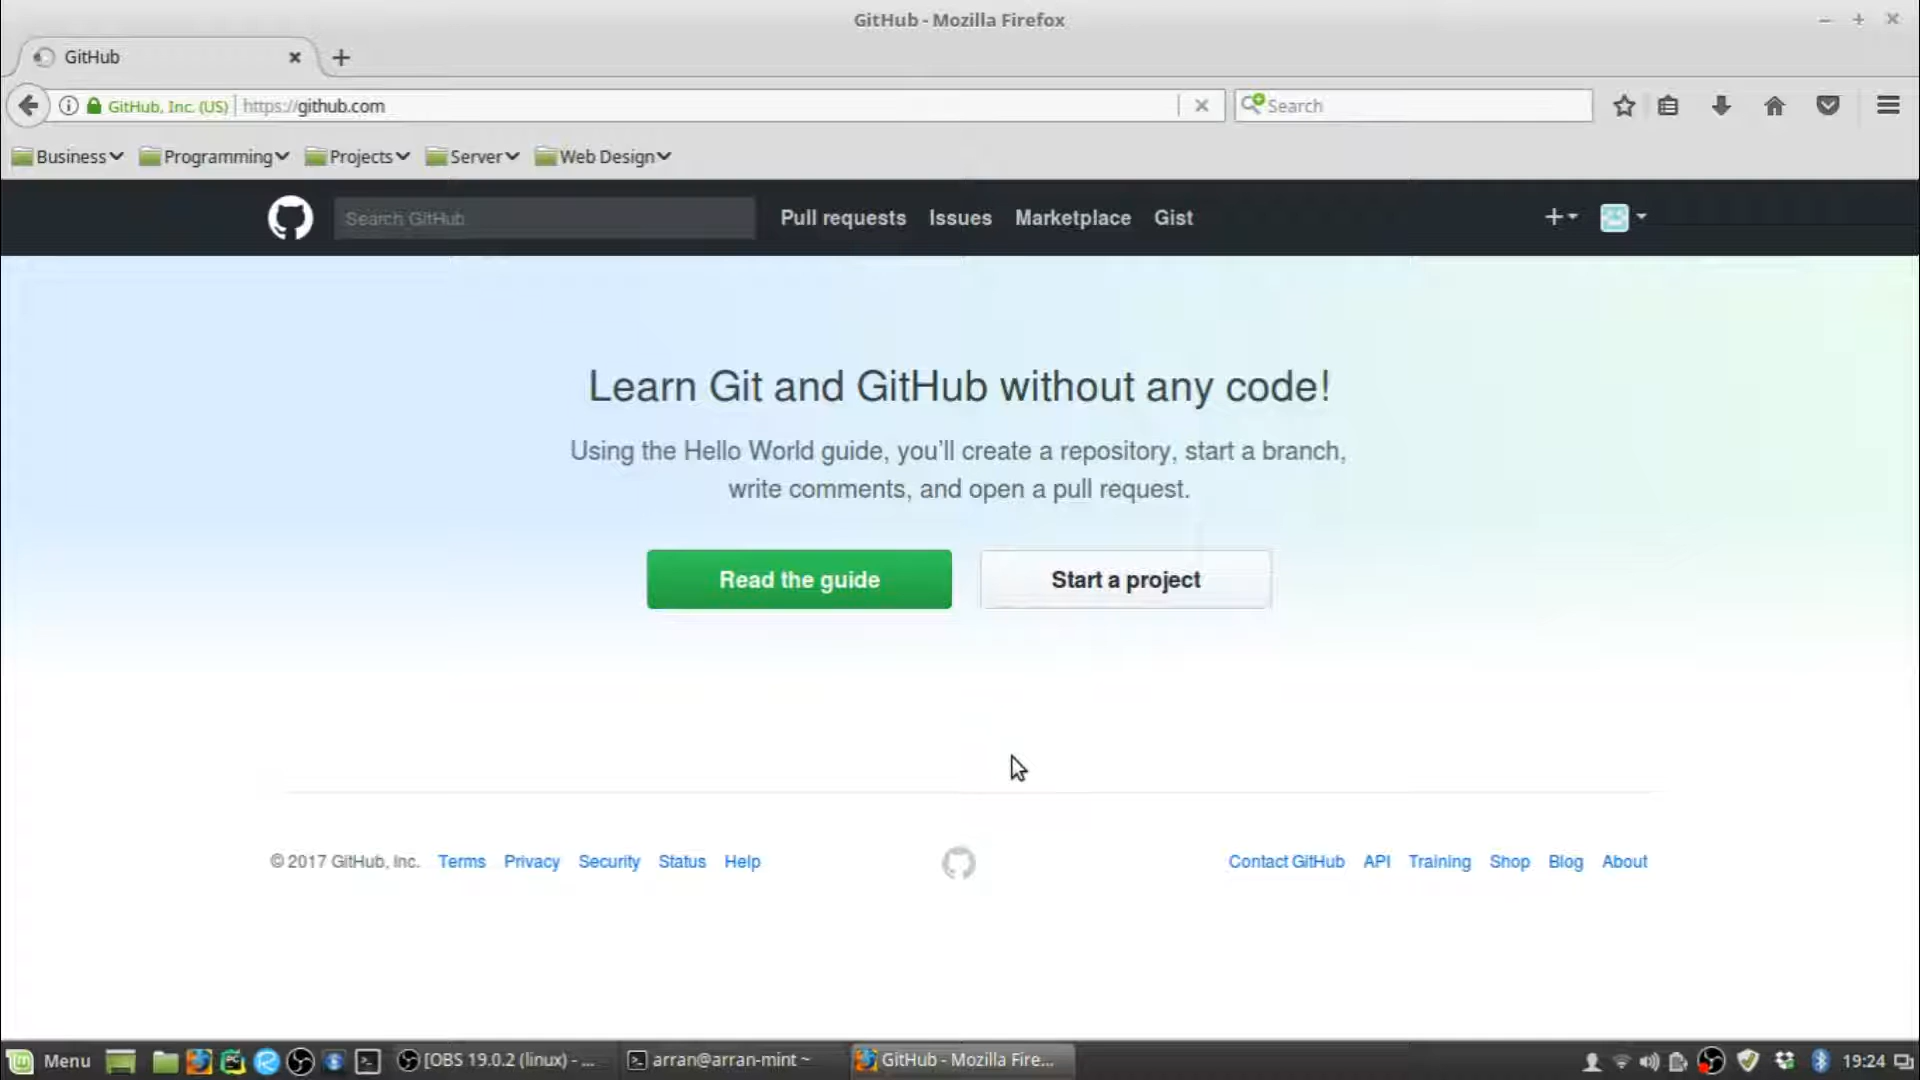 GitHub - Mozilla Firefox
GitHub
GitHub, Inc. (US) https://github.com Search
Business Programming Projects Server Web Design
Search GitHub Pull requests Issues Marketplace Gist
Learn Git and GitHub without any code!
Using the Hello World guide, you’ll create a repository, start a branch,
write comments, and open a pull request.
Read the guide Start a project
© 2017 GitHub, Inc. Terms Privacy Security Status Help Contact GitHub API Training Shop Blog About
Menu [OBS 19.0.2 (linux) - ... arran@arran-mint ~ GitHub - Mozilla Fire... 19:24